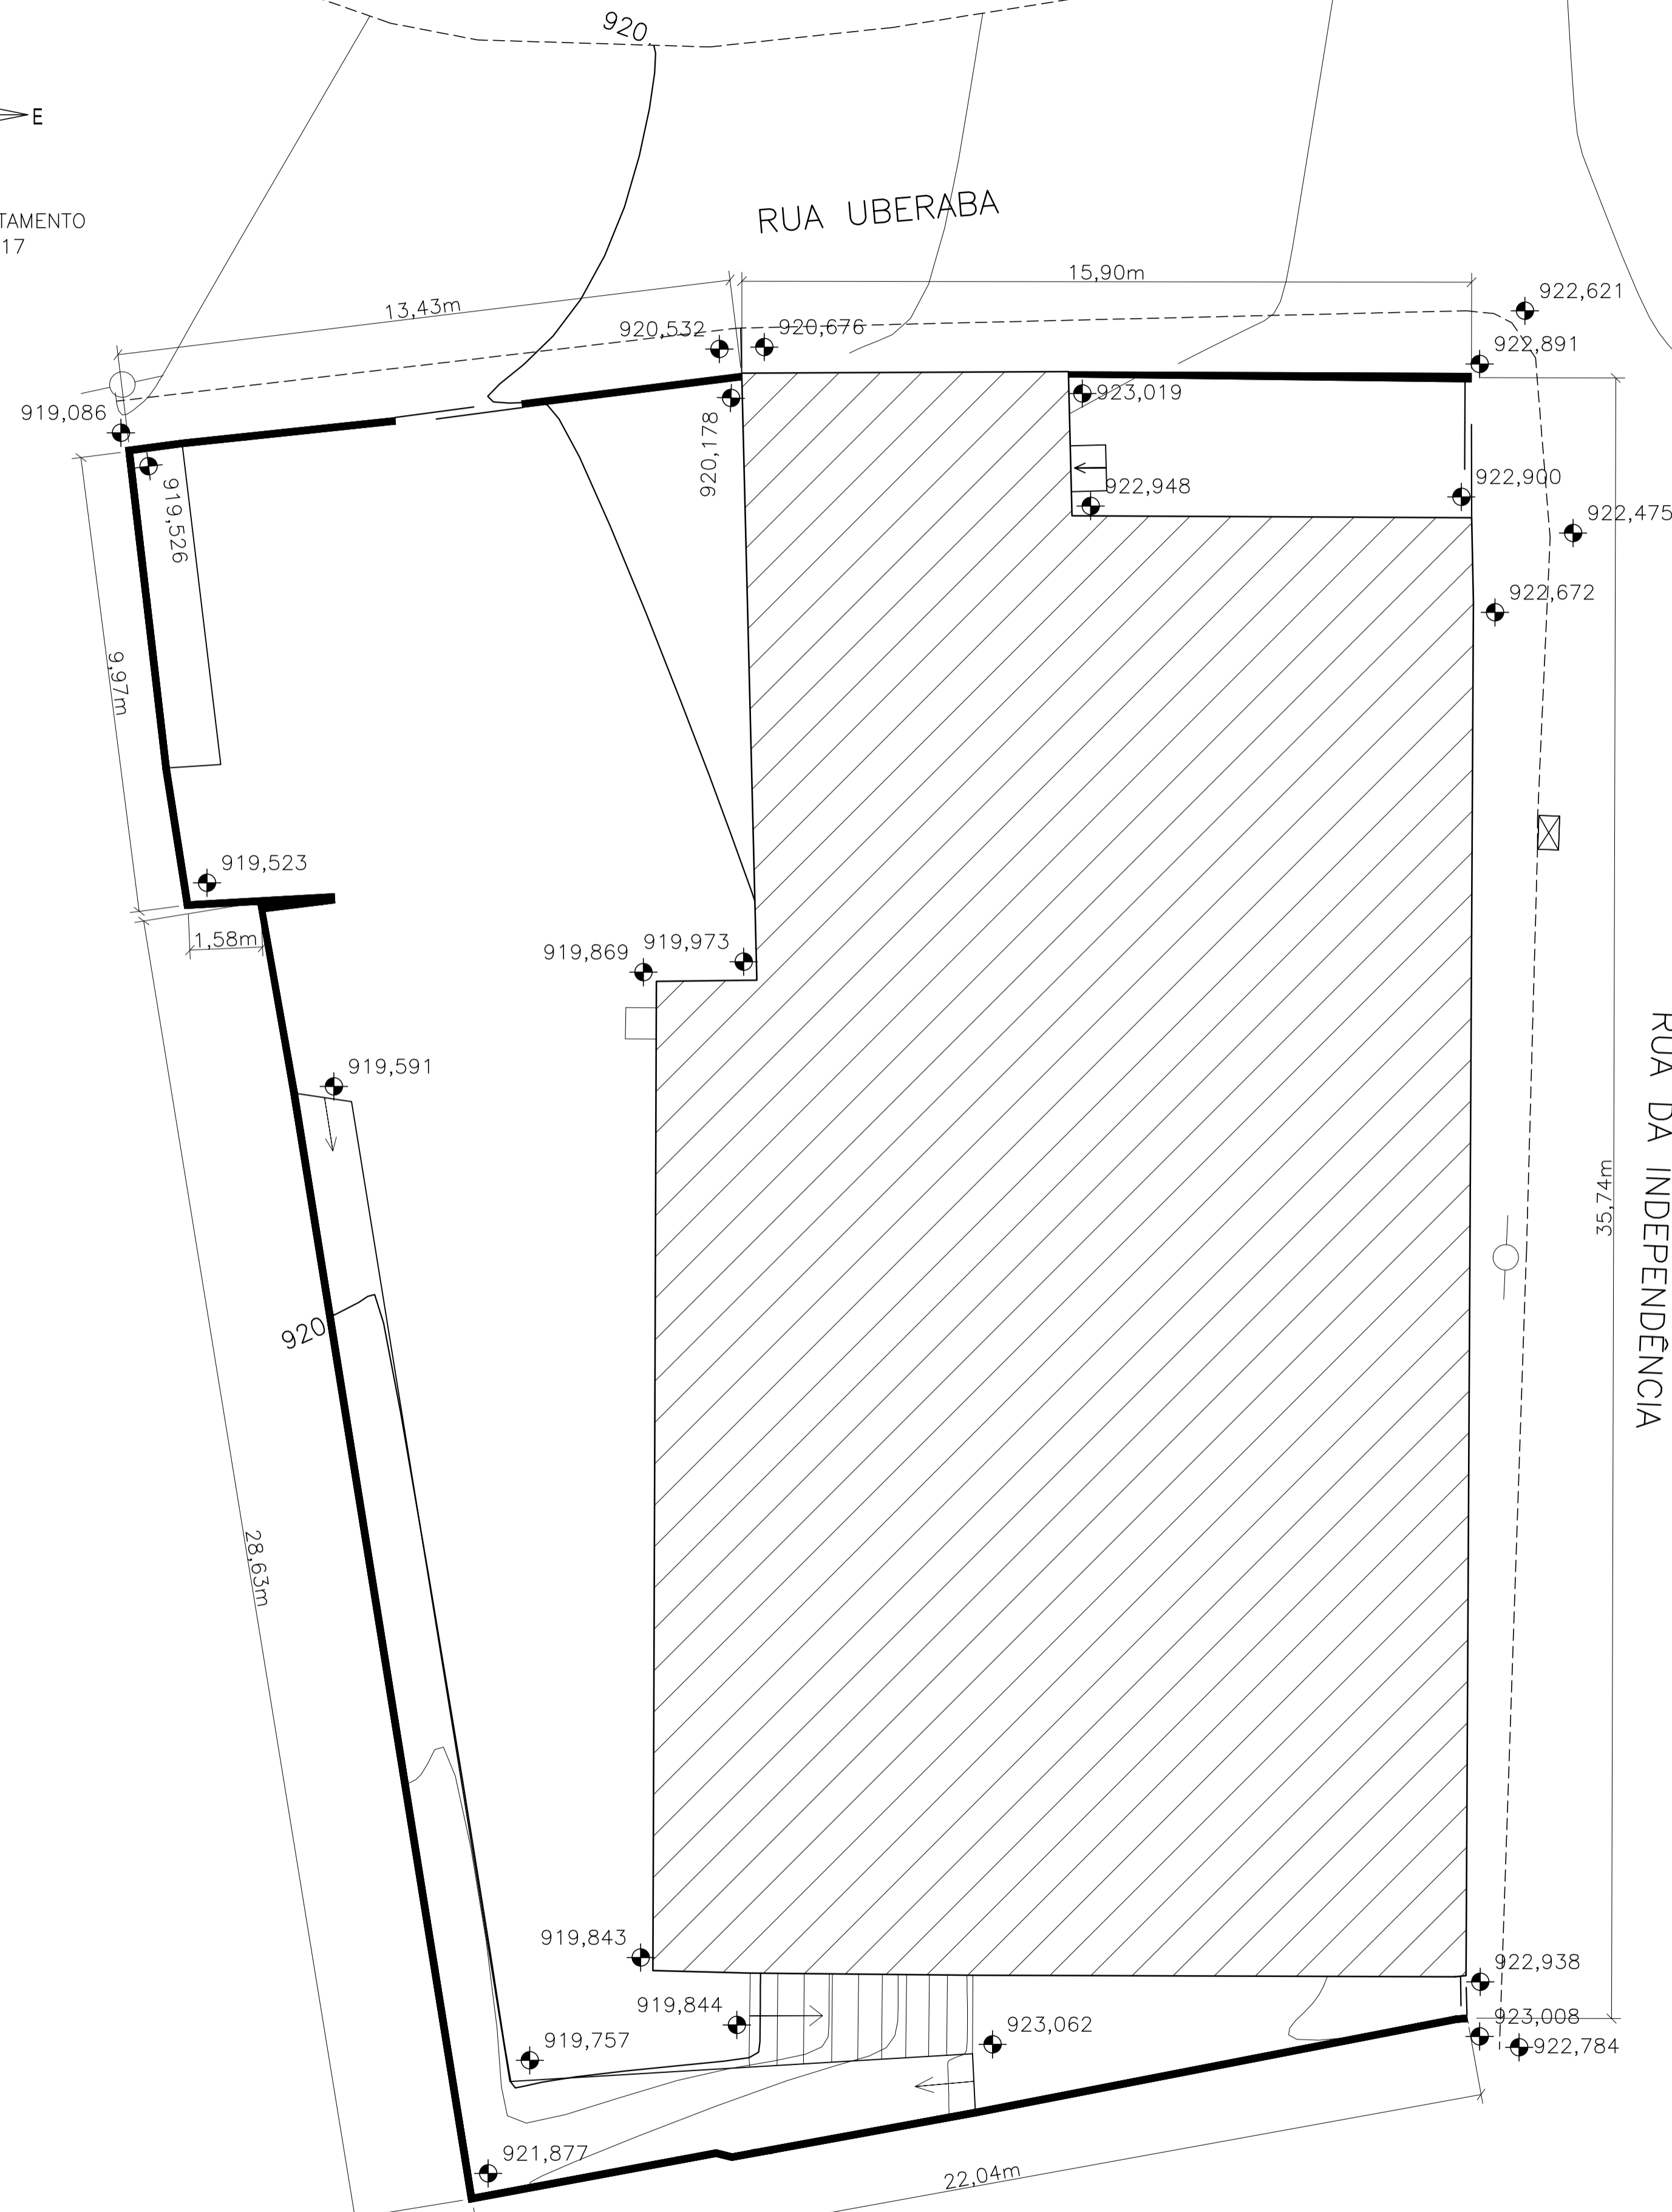 920
E
TAMENTO
17
RUA UBERABA
15,90m
13,43m
922,621
920,532
920,676
922,891
919,086
923,019
920,178
919,526
922,948
922,900
922,475
922,672
9,97m
919,523
1,58m
919,869
919,973
919,591
RUA DA INDEPENDÊNCIA
35,74m
920
28,63m
919,843
922,938
919,844
923,008
923,062
919,757
922,784
921,877
22,04m